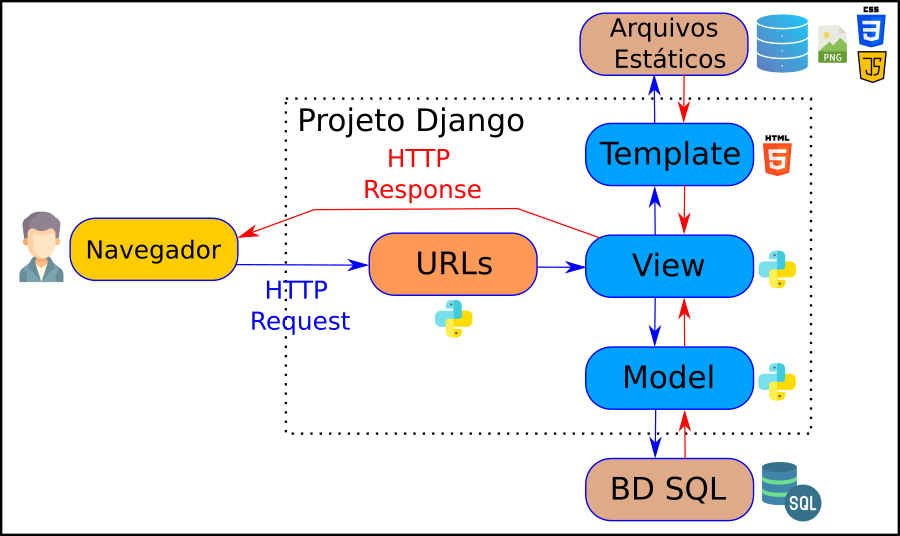 Arquivos
Estáticos
PNG
CSS
JS
Projeto Django
HTTP
Response
Template
HTML
5
Navegador
URLs
View
HTTP
Request
Model
BD SQL
SQL